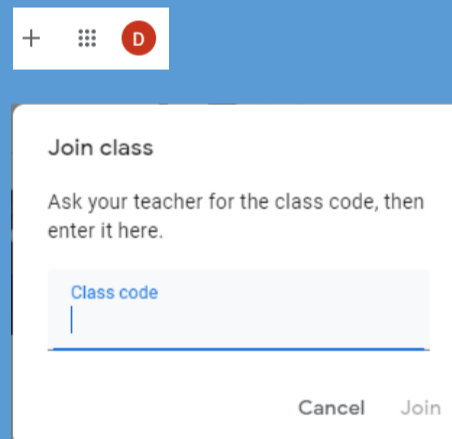 + D
Join class
Ask your teacher for the class code, then
enter it here.
Class code
Cancel Join